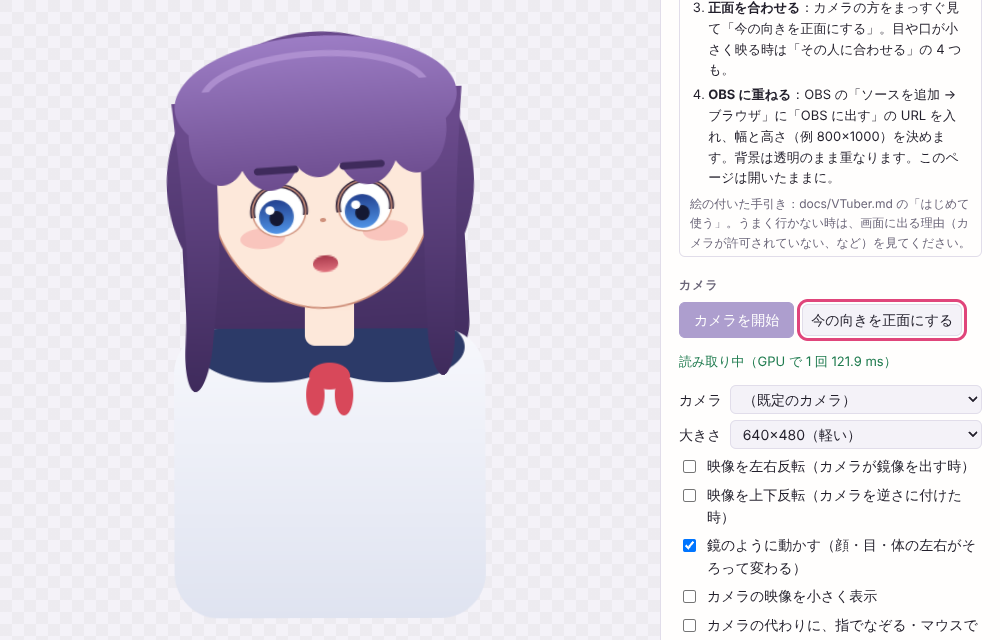 3. 正面を合わせる：カメラの方をまっすぐ見
て「今の向きを正面にする」。目や口が小
さく映る時は「その人に合わせる」の 4 つ
も。
4. OBS に重ねる：OBS の「ソースを追加 →
ブラウザ」に「OBS に出す」の URL を入
れ、幅と高さ（例 800×1000）を決めま
す。背景は透明のまま重なります。このペ
ージは開いたままに。
絵の付いた手引き：docs/VTuber.md の「はじめて
使う」。うまく行かない時は、画面に出る理由（カ
メラが許可されていない、など）を見てください。
カメラ
カメラを開始
今の向きを正面にする
読み取り中（GPU で 1 回 121.9 ms）
カメラ （既定のカメラ）
大きさ 640×480（軽い）
映像を左右反転（カメラが鏡像を出す時）
映像を上下反転（カメラを逆さに付けた
時）
鏡のように動かす（顔・目・体の左右がそ
ろって変わる）
カメラの映像を小さく表示
カメラの代わりに、指でなぞる・マウスで